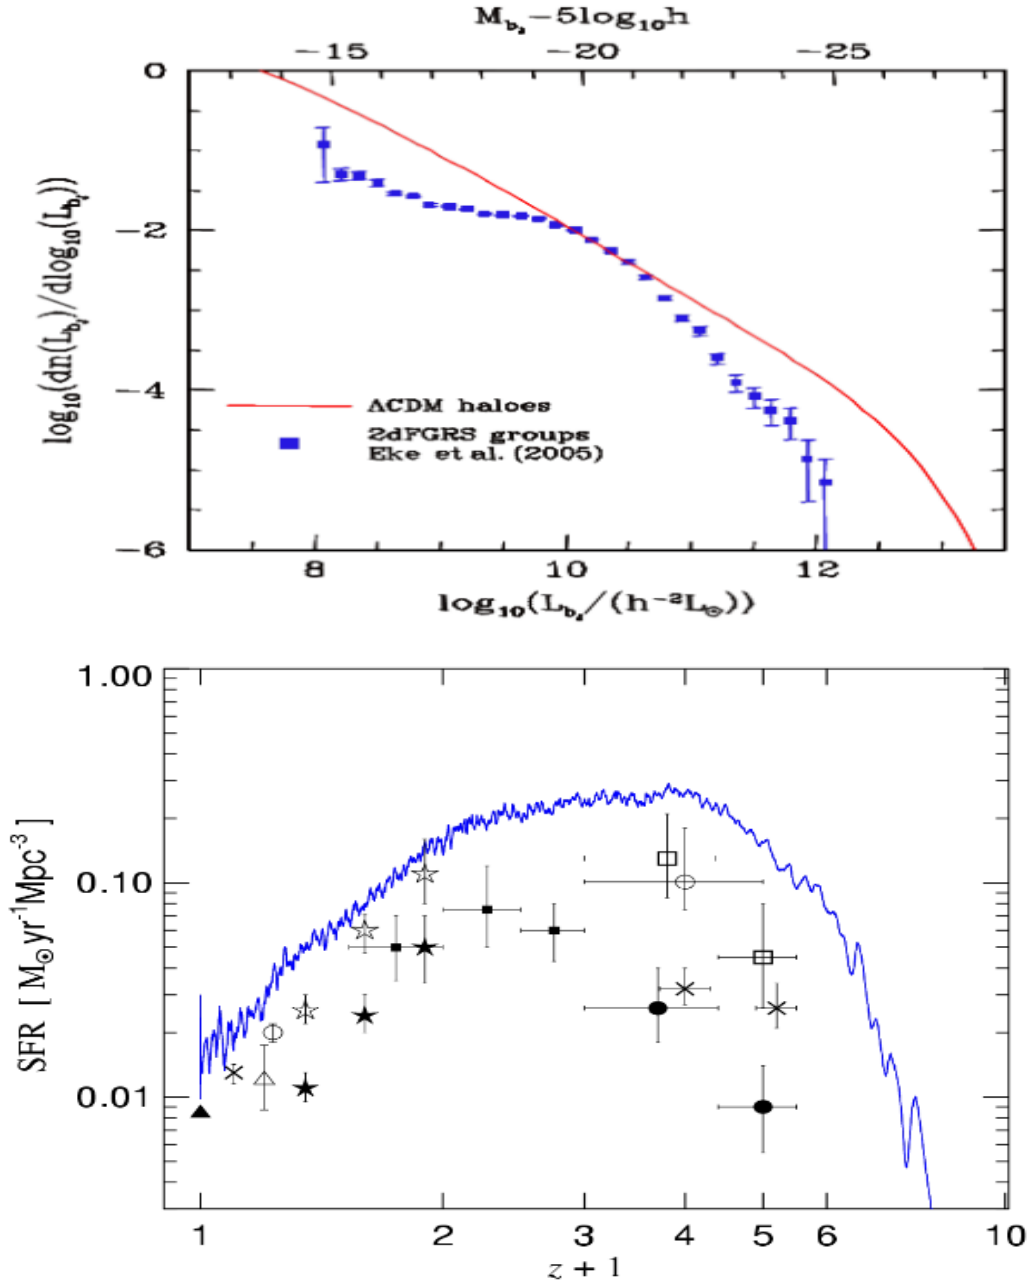 M_{b_J}−5log₁₀h
−15 −20 −25
0
−2
−4
−6
log₁₀(dn(L_{b_J})/dlog₁₀(L_{b_J}))
ΛCDM haloes
2dFGRS groups
Eke et al. (2005)
8 10 12
log₁₀(L_{b_J}/(h⁻²L_☉))
1.00
0.10
0.01
SFR [ M_☉yr⁻¹Mpc⁻³ ]
1 2 3 4 5 6 10
z + 1